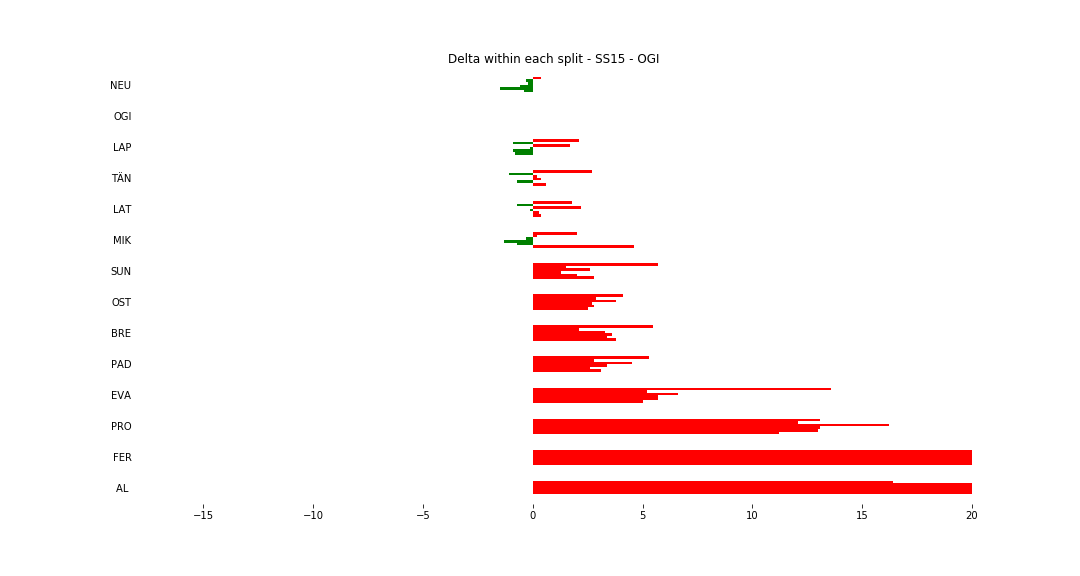 Delta within each split - SS15 - OGI
NEU
OGI
LAP
TÄN
LAT
MIK
SUN
OST
BRE
PAD
EVA
PRO
FER
AL
−15 −10 −5 0 5 10 15 20